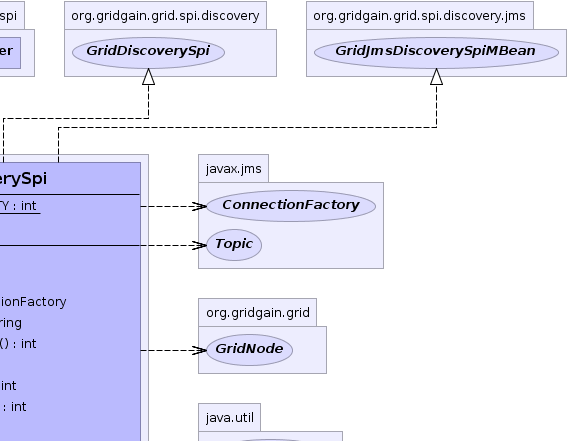 spi
org.gridgain.grid.spi.discovery
org.gridgain.grid.spi.discovery.jms
er
GridDiscoverySpi
GridJmsDiscoverySpiMBean
erySpi
javax.jms
TY : int
ConnectionFactory
Topic
ionFactory
org.gridgain.grid
ring
() : int
GridNode
int
: int
java.util